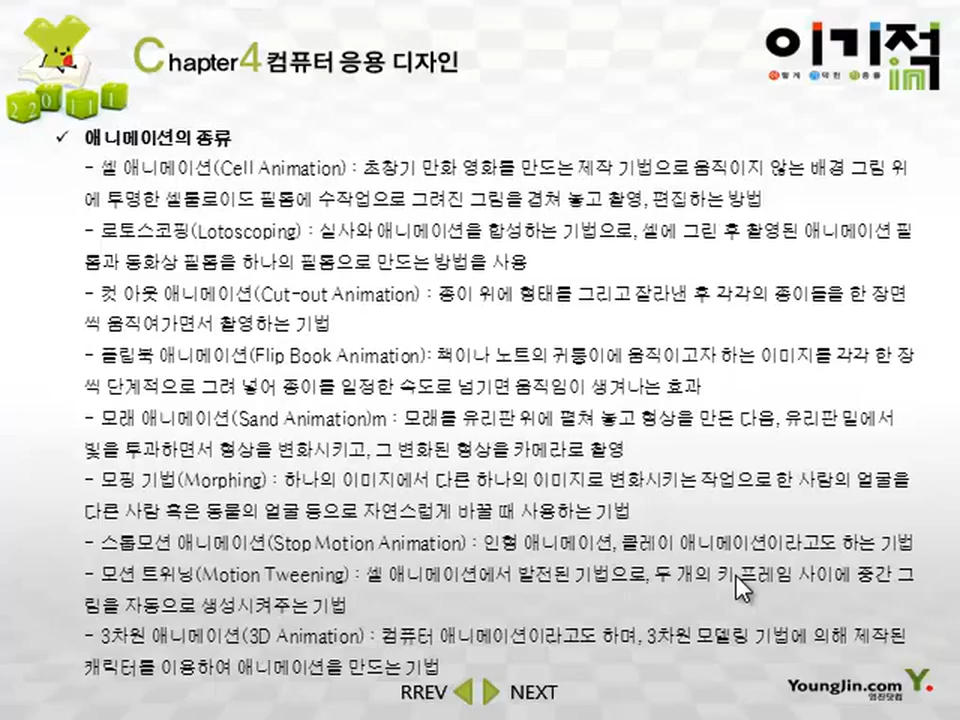 Chapter4 컴퓨터 응용 디자인
이기적in
이렇게 기막힌 적중률
2 2 0 1 1 1
✓ 애니메이션의 종류
- 셀 애니메이션(Cell Animation) : 초창기 만화 영화를 만드는 제작 기법으로 움직이지 않는 배경 그림 위
에 투명한 셀룰로이드 필름에 수작업으로 그려진 그림을 겹쳐 놓고 촬영, 편집하는 방법
- 로토스코핑(Lotoscoping) : 실사와 애니메이션을 합성하는 기법으로, 셀에 그린 후 촬영된 애니메이션 필
름과 동화상 필름을 하나의 필름으로 만드는 방법을 사용
- 컷 아웃 애니메이션(Cut-out Animation) : 종이 위에 형태를 그리고 잘라낸 후 각각의 종이들을 한 장면
씩 움직여가면서 촬영하는 기법
- 플립북 애니메이션(Flip Book Animation): 책이나 노트의 귀퉁이에 움직이고자 하는 이미지를 각각 한 장
씩 단계적으로 그려 넣어 종이를 일정한 속도로 넘기면 움직임이 생겨나는 효과
- 모래 애니메이션(Sand Animation)m : 모래를 유리판 위에 펼쳐 놓고 형상을 만든 다음, 유리판 밑에서
빛을 투과하면서 형상을 변화시키고, 그 변화된 형상을 카메라로 촬영
- 모핑 기법(Morphing) : 하나의 이미지에서 다른 하나의 이미지로 변화시키는 작업으로 한 사람의 얼굴을
다른 사람 혹은 동물의 얼굴 등으로 자연스럽게 바꿀 때 사용하는 기법
- 스톱모션 애니메이션(Stop Motion Animation) : 인형 애니메이션, 클레이 애니메이션이라고도 하는 기법
- 모션 트위닝(Motion Tweening) : 셀 애니메이션에서 발전된 기법으로, 두 개의 키 프레임 사이에 중간 그
림을 자동으로 생성시켜주는 기법
- 3차원 애니메이션(3D Animation) : 컴퓨터 애니메이션이라고도 하며, 3차원 모델링 기법에 의해 제작된
캐릭터를 이용하여 애니메이션을 만드는 기법
RREV NEXT
YoungJin.com Y.
영진닷컴